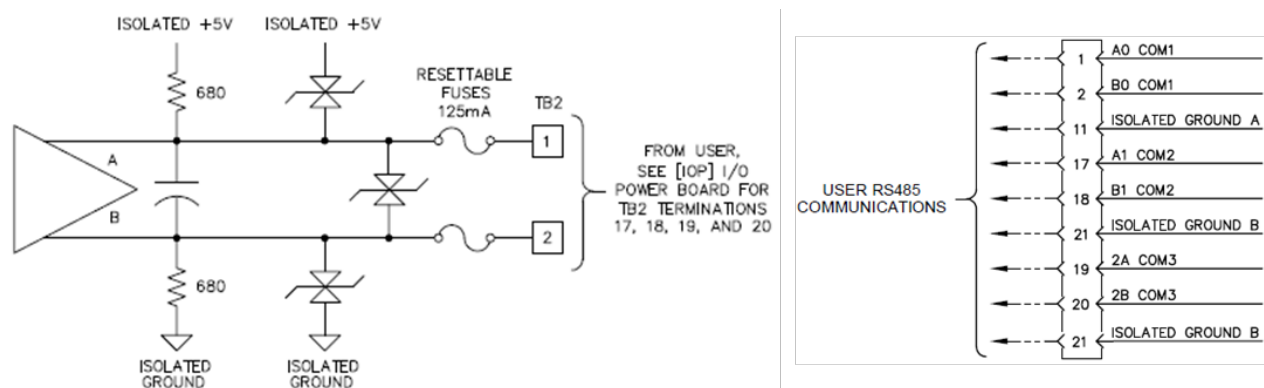 ISOLATED +5V
ISOLATED +5V
680
RESETTABLE
FUSES
125mA
TB2
1
A
B
FROM USER,
SEE [IOP] I/O
POWER BOARD FOR
TB2 TERMINATIONS
17, 18, 19, AND 20
2
680
ISOLATED
GROUND
ISOLATED
GROUND
USER RS485
COMMUNICATIONS
1 A0 COM1
2 B0 COM1
11 ISOLATED GROUND A
17 A1 COM2
18 B1 COM2
21 ISOLATED GROUND B
19 2A COM3
20 2B COM3
21 ISOLATED GROUND B